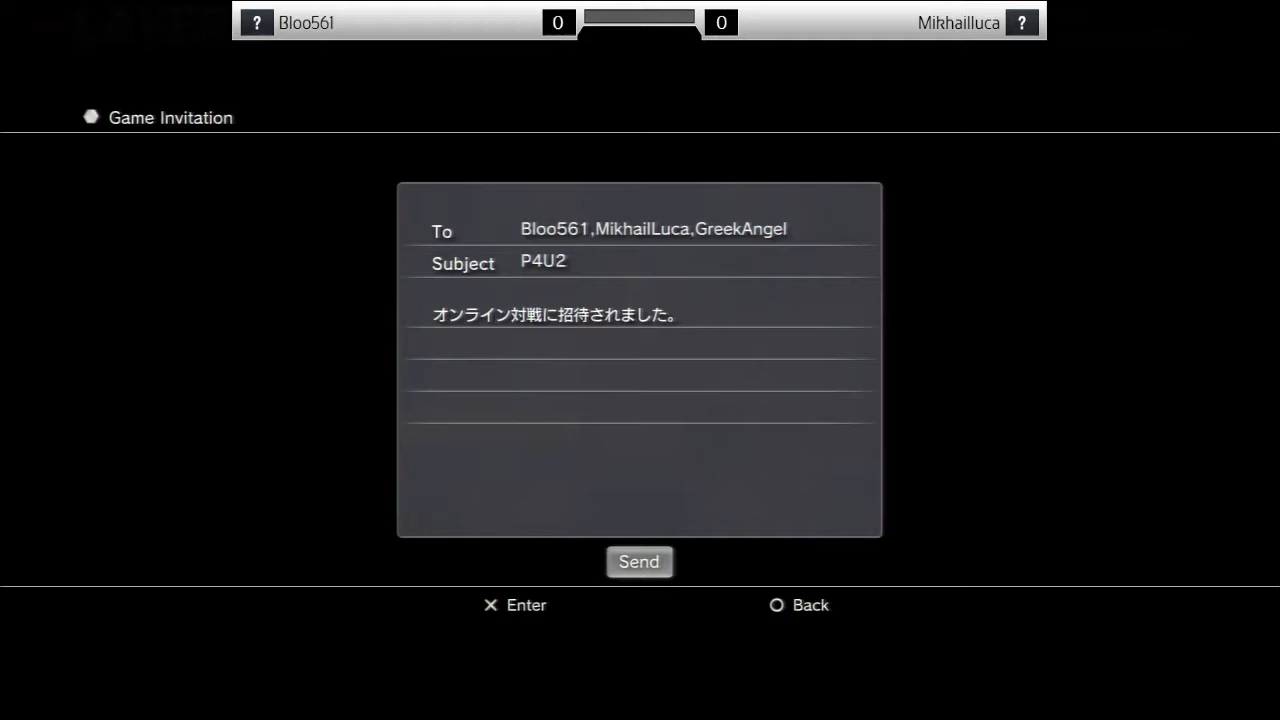 ? Bloo561 0 0 Mikhailluca ?
Game Invitation
To Bloo561,MikhailLuca,GreekAngel
Subject P4U2
オンライン対戦に招待されました。
Send
Enter Back